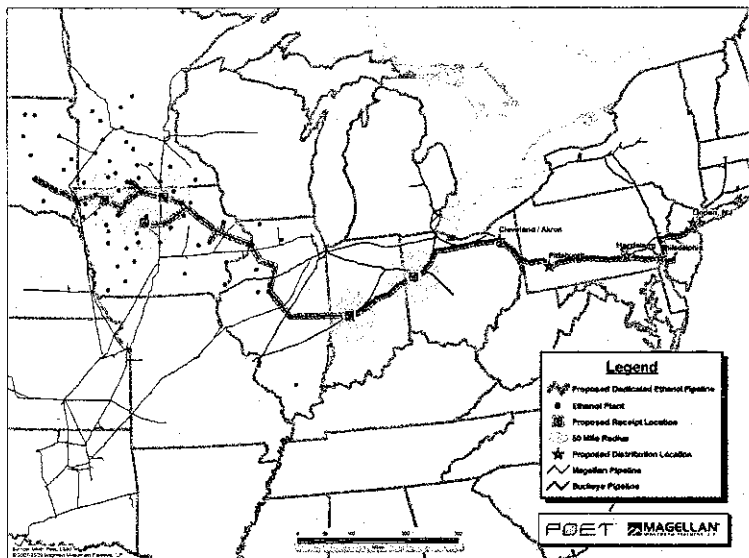 Cleveland / Akron
Pittsburgh
Harrisburg
Philadelphia
Linden, NJ
Legend
Proposed Dedicated Ethanol Pipeline
Ethanol Plant
Proposed Receipt Location
50 Mile Radius
Proposed Distribution Location
Magellan Pipeline
Buckeye Pipeline
POET
MAGELLAN
Miles